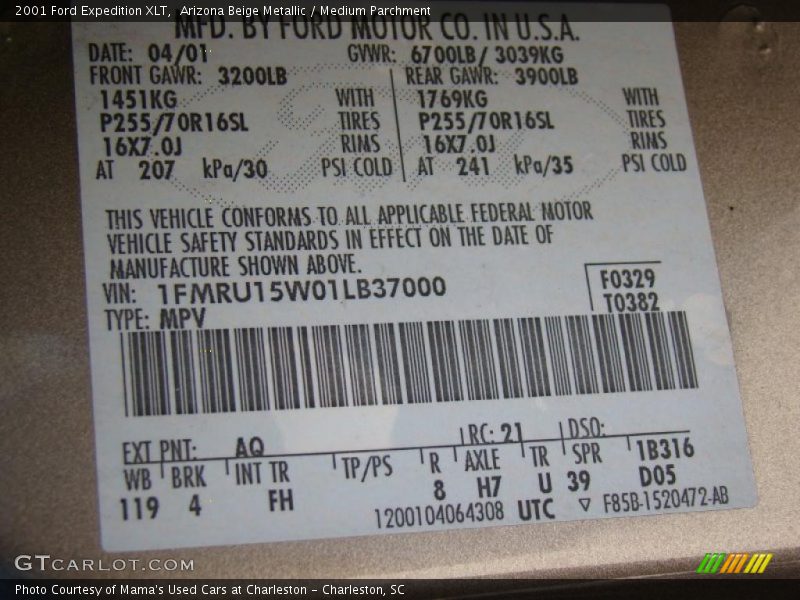 2001 Ford Expedition XLT, Arizona Beige Metallic / Medium Parchment
MFD. BY FORD MOTOR CO. IN U.S.A.
DATE: 04/01 GVWR: 6700LB/ 3039KG
FRONT GAWR: 3200LB REAR GAWR: 3900LB
1451KG WITH 1769KG WITH
P255/70R16SL TIRES P255/70R16SL TIRES
16X7.0J RIMS 16X7.0J RIMS
AT 207 kPa/30 PSI COLD AT 241 kPa/35 PSI COLD
THIS VEHICLE CONFORMS TO ALL APPLICABLE FEDERAL MOTOR
VEHICLE SAFETY STANDARDS IN EFFECT ON THE DATE OF
MANUFACTURE SHOWN ABOVE.
VIN: 1FMRU15W01LB37000 F0329
TYPE: MPV T0382
EXT PNT: AQ RC: 21 DSO:
WB BRK INT TR TP/PS R AXLE TR SPR 1B316
119 4 FH 8 H7 U 39 D05
1200104064308 UTC ▽ F85B-1520472-AB
GTCARLOT.COM
Photo Courtesy of Mama's Used Cars at Charleston - Charleston, SC